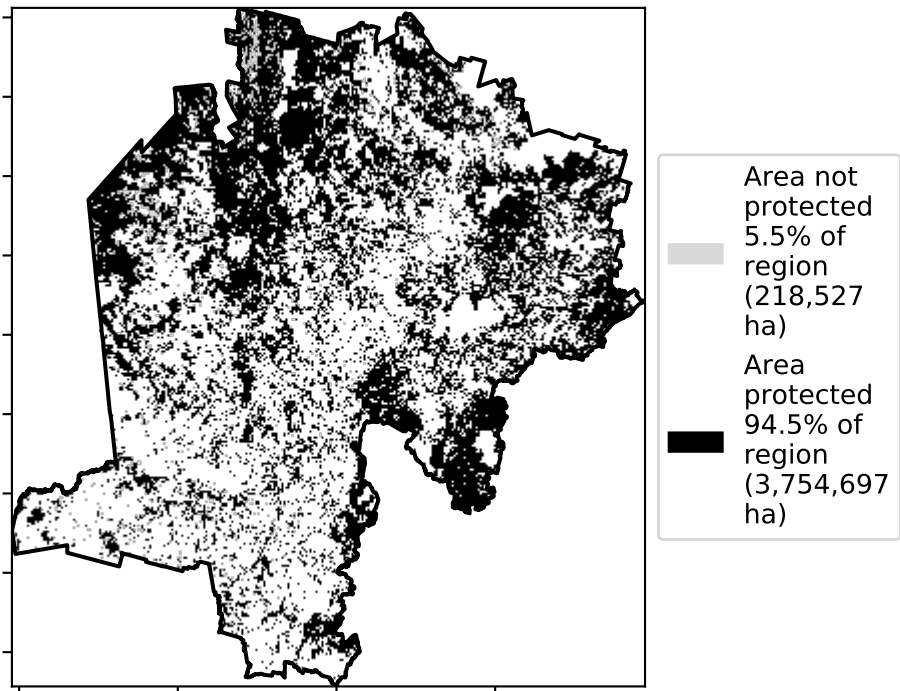 Area not
protected
5.5% of
region
(218,527
ha)
Area
protected
94.5% of
region
(3,754,697
ha)